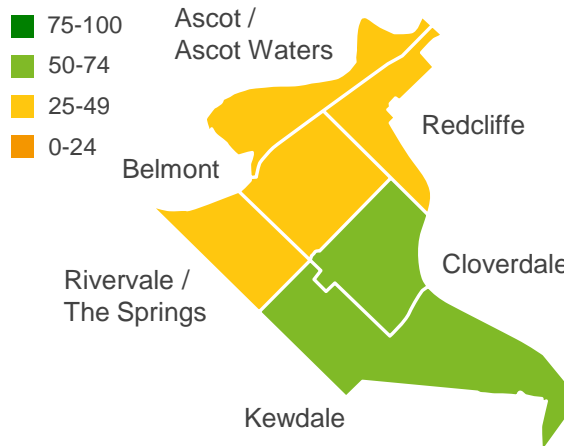 75-100
50-74
25-49
0-24
Ascot /
Ascot Waters
Redcliffe
Belmont
Cloverdale
Rivervale /
The Springs
Kewdale